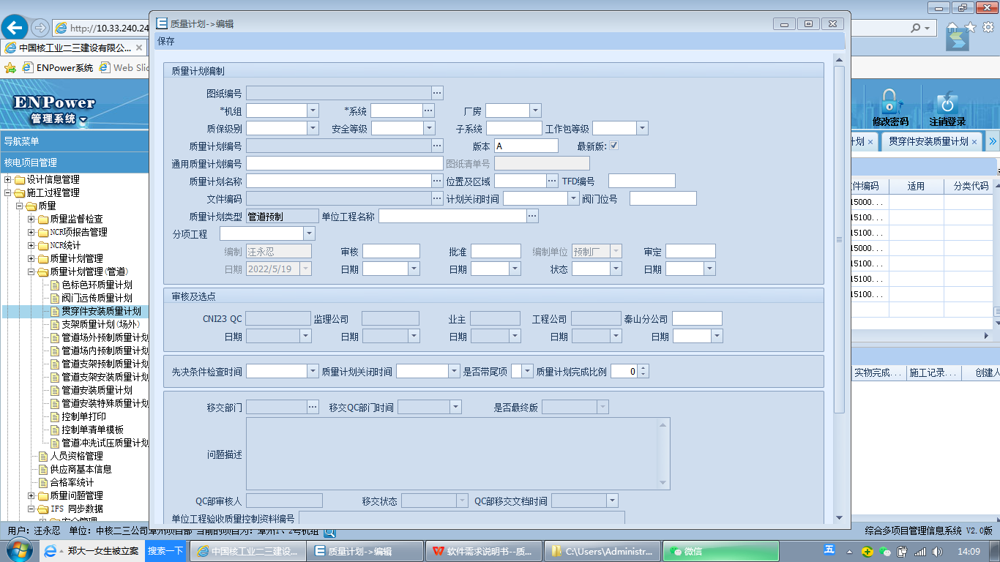 质量计划->编辑
http://10.33.240.24
保存
中国核工业二三建设有限公...
ENPower系统
Web Slic
ENPower
管理系统
修改密码
注销登录
导航菜单
核电项目管理
设计信息管理
施工过程管理
质量
质量监督检查
NCR项报告管理
NCR统计
质量计划管理
质量计划管理(管道)
色标色环质量计划
阀门远传质量计划
贯穿件安装质量计划
支架质量计划(场外)
管道场外预制质量计划
管道场内预制质量计划
管道支架预制质量计划
管道支架安装质量计划
管道安装质量计划
管道安装特殊质量计划
控制单打印
控制单清单模板
管道冲洗试压质量计划
人员资格管理
供应商基本信息
合格率统计
质量问题管理
IFS 同步数据
质量计划编制
图纸编号
*机组 *系统 厂房
质保级别 安全等级 子系统 工作包等级
质量计划编号 版本 A 最新版:
通用质量计划编号 图纸清单号
质量计划名称 位置及区域 TFD编号
文件编码 计划关闭时间 阀门位号
质量计划类型 管道预制 单位工程名称
分项工程
编制 汪永忍 审核 批准 编制单位 预制厂 审定
日期 2022/5/19 日期 日期 状态 日期
审核及选点
CNI23 QC 监理公司 业主 工程公司 秦山分公司
日期 日期 日期 日期 日期
先决条件检查时间 质量计划关闭时间 是否带尾项 质量计划完成比例 0
移交部门 移交QC部门时间 是否最终版
问题描述
QC部审核人 移交状态 QC部移交文档时间
单位工程验收质量控制资料编号
计划 × 贯穿件安装质量计划 ×
件编码 适用 分类代码
15000...
15100...
15000...
15000...
15100...
15100...
15100...
实物完成... 施工记录... 创建人
用户: 汪永忍 单位: 中核二三公司漳州项目部 当前的项目为: 漳州1、2号机组
综合多项目管理信息系统 V2.0版
郑大一女生被立案 搜索一下
中国核工业二三建设...
质量计划->编辑
软件需求说明书--质...
C:\Users\Administr...
微信
五
14:09